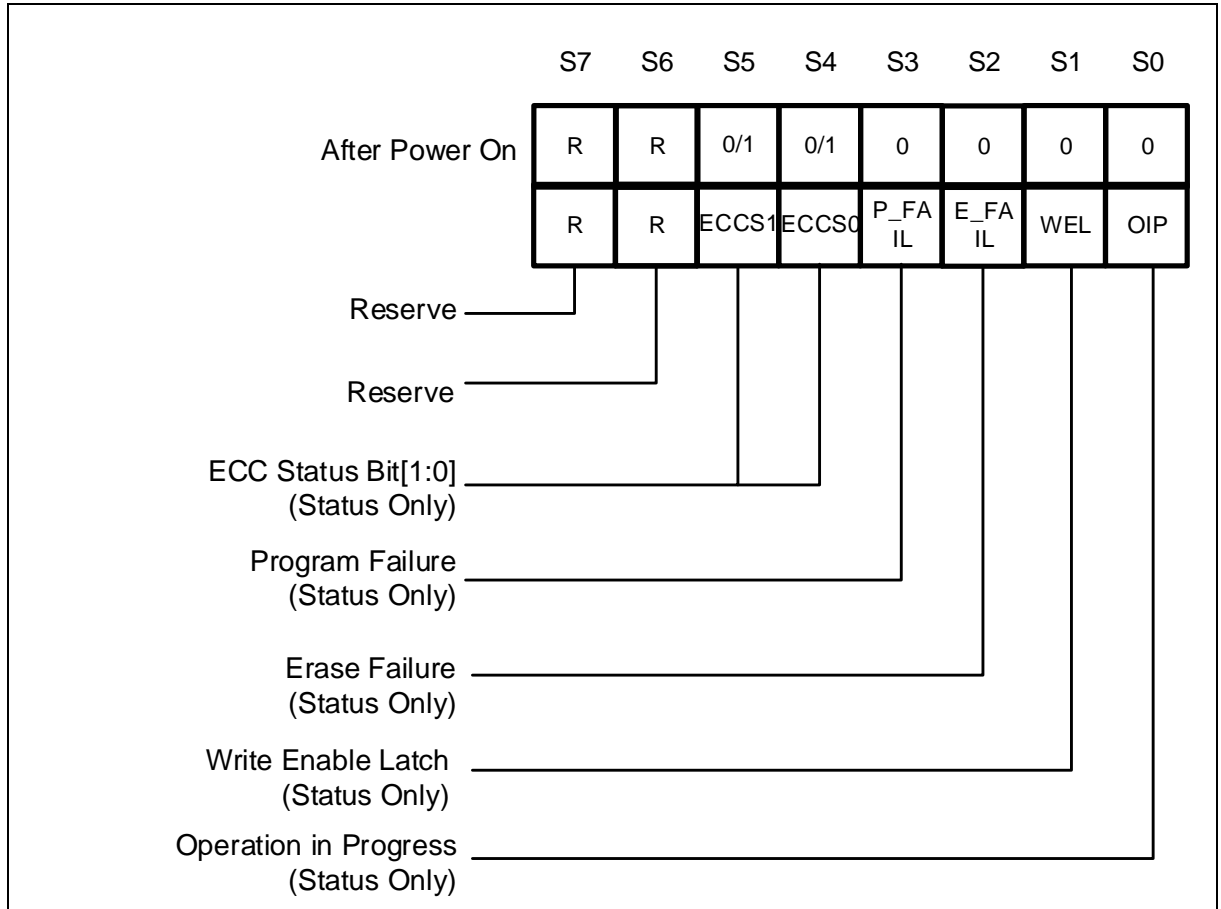 S7 S6 S5 S4 S3 S2 S1 S0
After Power On R R 0/1 0/1 0 0 0 0
R R ECCS1 ECCS0 P_FA
IL E_FA
IL WEL OIP
Reserve
Reserve
ECC Status Bit[1:0]
(Status Only)
Program Failure
(Status Only)
Erase Failure
(Status Only)
Write Enable Latch
(Status Only)
Operation in Progress
(Status Only)